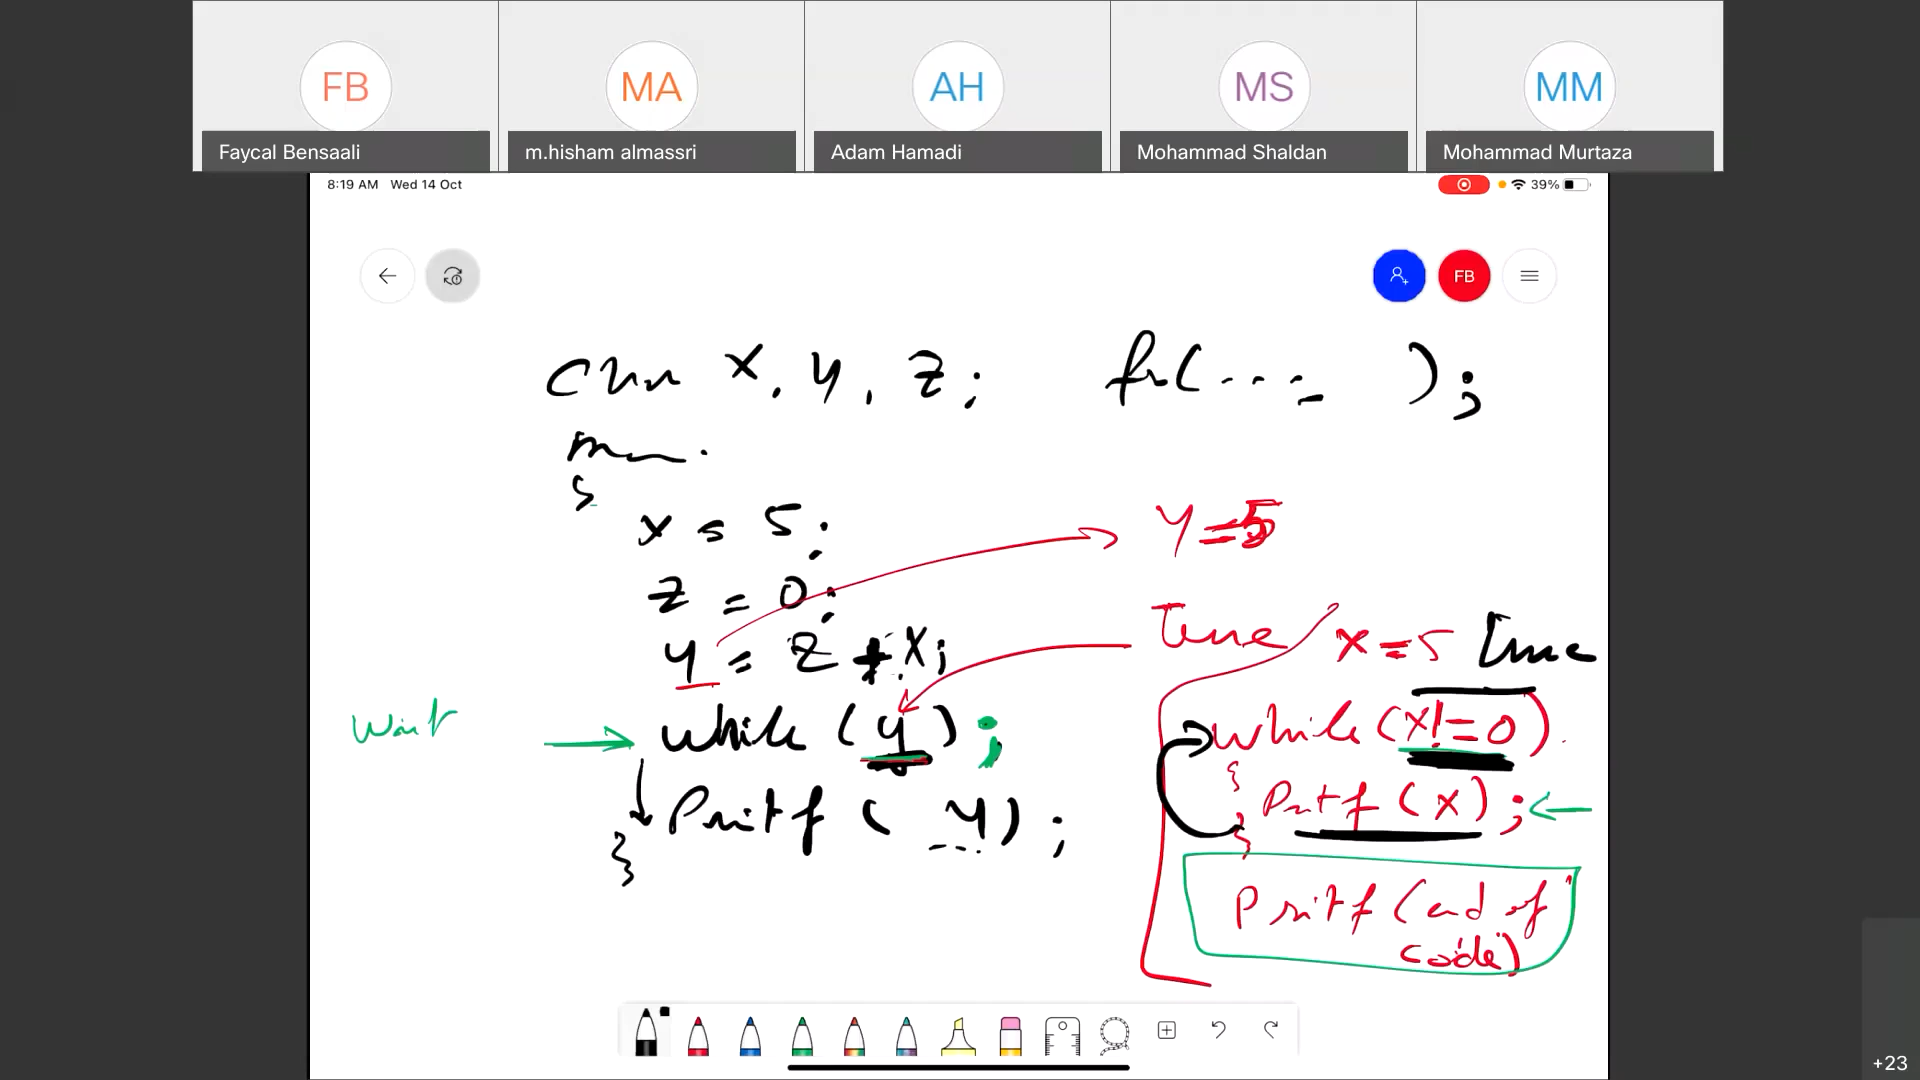 FB MA AH MS MM
Faycal Bensaali m.hisham almassri Adam Hamadi Mohammad Shaldan Mohammad Murtaza
8:19 AM Wed 14 Oct 39%
FB
x, y, z; );
x = 5;
y = 5
z = 0;
y = z + x;
True x = 5 True
Wait
while (y);
while (x != 0)
{
Printf (x);
}
Printf (y);
}
Printf (end of
code)
+23